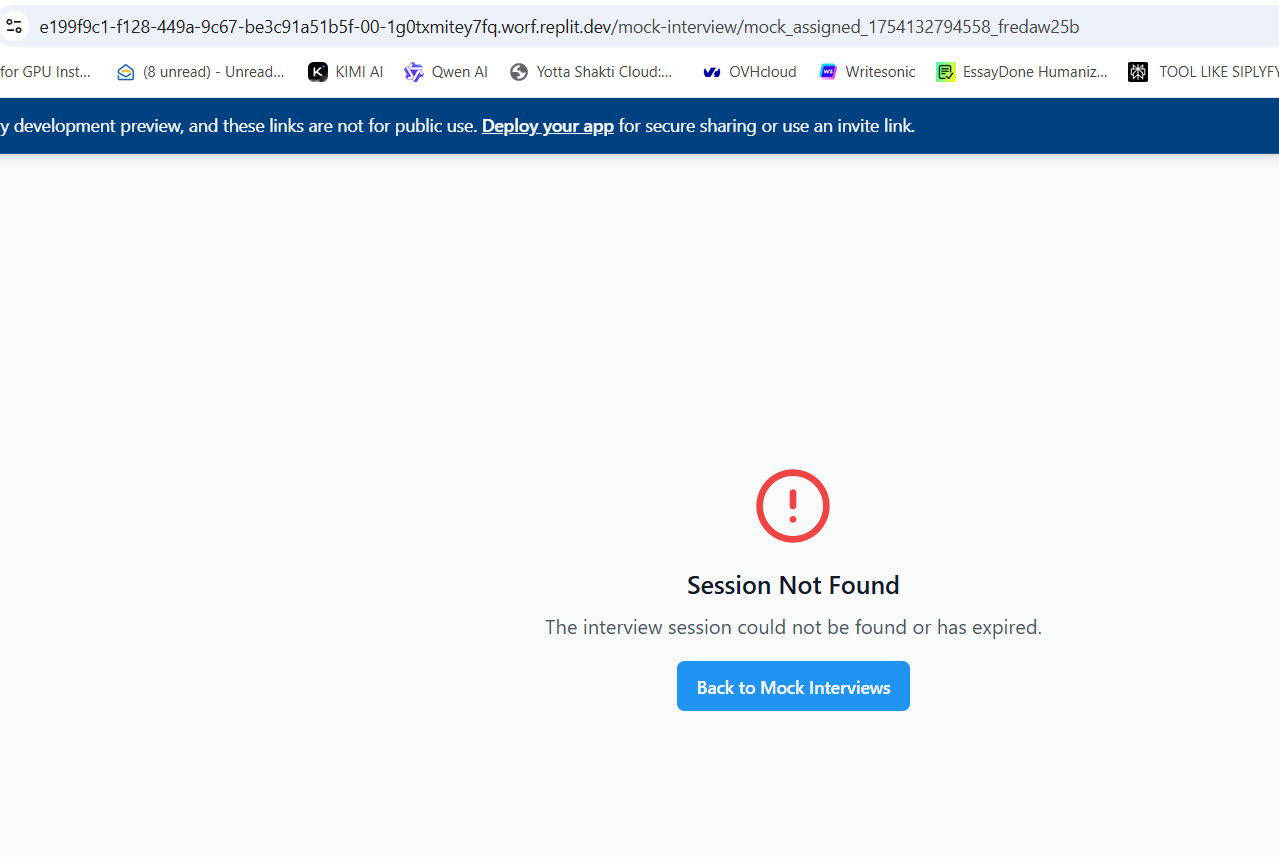 e199f9c1-f128-449a-9c67-be3c91a51b5f-00-1g0txmitey7fq.worf.replit.dev/mock-interview/mock_assigned_1754132794558_fredaw25b
for GPU Inst... (8 unread) - Unread... KIMI AI Qwen AI Yotta Shakti Cloud:... OVHcloud Writesonic EssayDone Humaniz... TOOL LIKE SIPLYFY
y development preview, and these links are not for public use. Deploy your app for secure sharing or use an invite link.
Session Not Found
The interview session could not be found or has expired.
Back to Mock Interviews